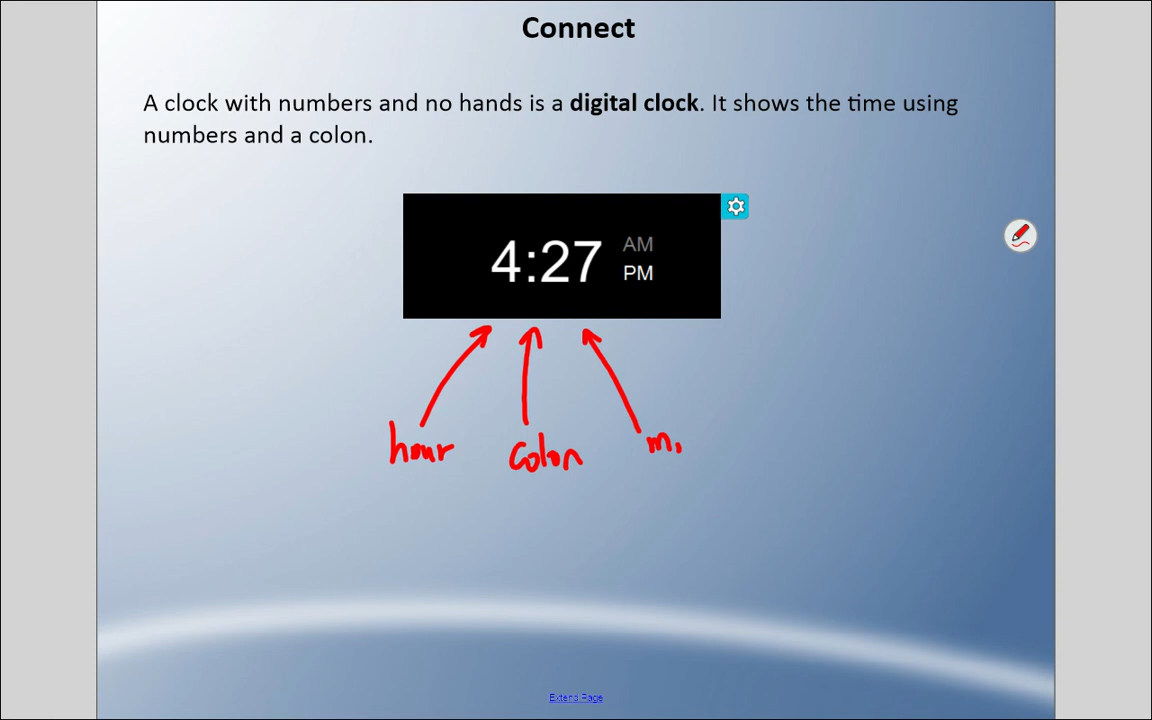 Connect
A clock with numbers and no hands is a digital clock. It shows the time using
numbers and a colon.
4:27 AM
PM
hour colon m.
Extend Page